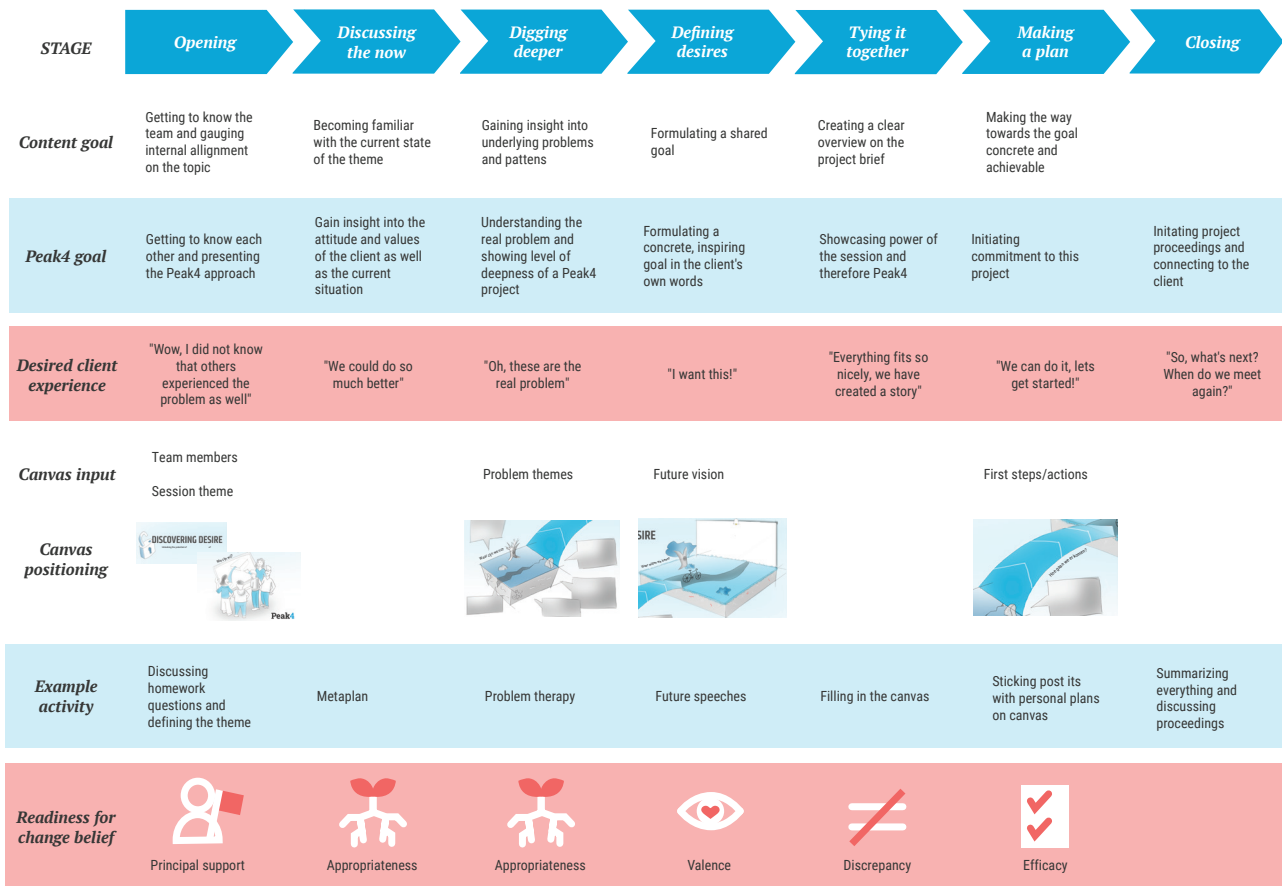 STAGE
Opening
Discussing
the now
Digging
deeper
Defining
desires
Tying it
together
Making
a plan
Closing
Content goal
Getting to know the
team and gauging
internal allignment
on the topic
Becoming familiar
with the current state
of the theme
Gaining insight into
underlying problems
and pattens
Formulating a shared
goal
Creating a clear
overview on the
project brief
Making the way
towards the goal
concrete and
achievable
Peak4 goal
Getting to know each
other and presenting
the Peak4 approach
Gain insight into the
attitude and values
of the client as well
as the current
situation
Understanding the
real problem and
showing level of
deepness of a Peak4
project
Formulating a
concrete, inspiring
goal in the client's
own words
Showcasing power of
the session and
therefore Peak4
Initiating
commitment to this
project
Initating project
proceedings and
connecting to the
client
Desired client
experience
"Wow, I did not know
that others
experienced the
problem as well"
"We could do so
much better"
"Oh, these are the
real problem"
"I want this!"
"Everything fits so
nicely, we have
created a story"
"We can do it, lets
get started!"
"So, what's next?
When do we meet
again?"
Canvas input
Team members
Session theme
Problem themes
Future vision
First steps/actions
Canvas
positioning
DISCOVERING DESIRE
Peak4
SIRE
Example
activity
Discussing
homework
questions and
defining the theme
Metaplan
Problem therapy
Future speeches
Filling in the canvas
Sticking post its
with personal plans
on canvas
Summarizing
everything and
discussing
proceedings
Readiness for
change belief
Principal support
Appropriateness
Appropriateness
Valence
Discrepancy
Efficacy